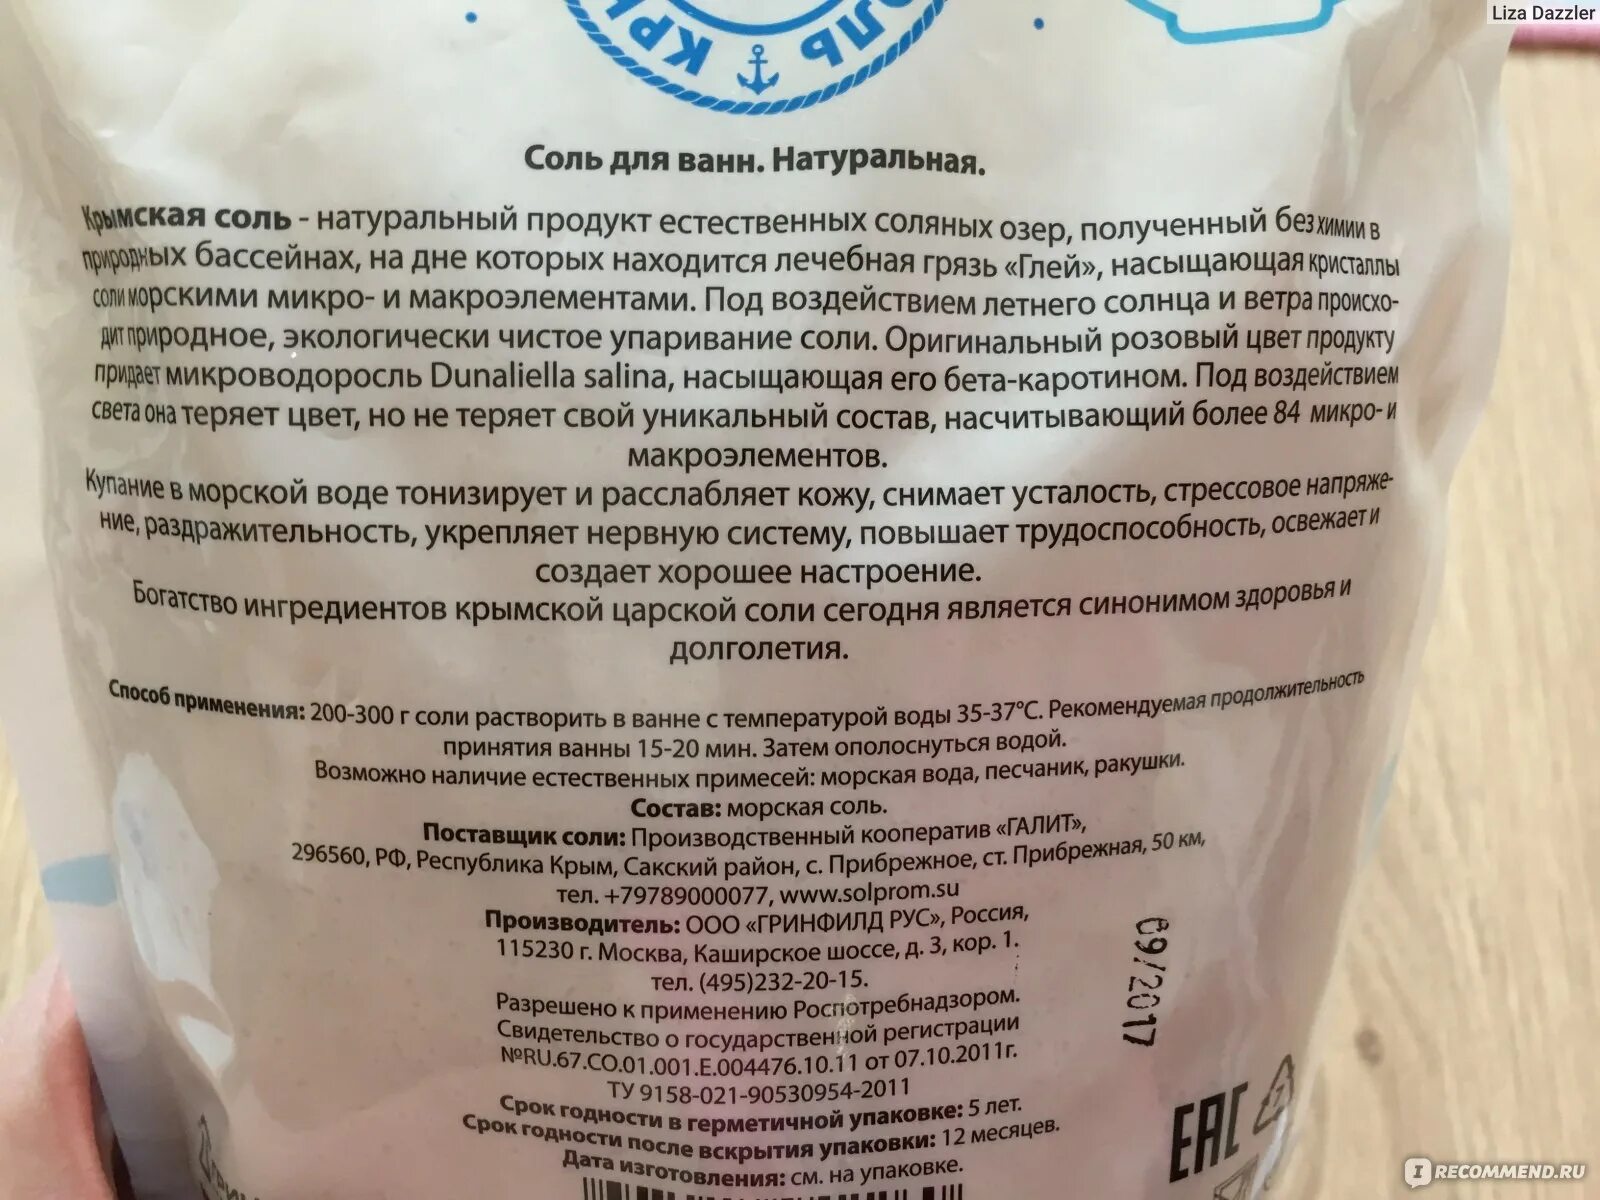 Liza Dazzler
КРЫ
ОЛЬ
Соль для ванн. Натуральная.
Крымская соль - натуральный продукт естественных соляных озер, полученный без химии в
природных бассейнах, на дне которых находится лечебная грязь «Глей», насыщающая кристаллы
соли морскими микро- и макроэлементами. Под воздействием летнего солнца и ветра происхо-
дит природное, экологически чистое упаривание соли. Оригинальный розовый цвет продукту
придает микроводоросль Dunaliella salina, насыщающая его бета-каротином. Под воздействием
света она теряет цвет, но не теряет свой уникальный состав, насчитывающий более 84 микро- и
макроэлементов.
Купание в морской воде тонизирует и расслабляет кожу, снимает усталость, стрессовое напряже-
ние, раздражительность, укрепляет нервную систему, повышает трудоспособность, освежает и
создает хорошее настроение.
Богатство ингредиентов крымской царской соли сегодня является синонимом здоровья и
долголетия.
Способ применения: 200-300 г соли растворить в ванне с температурой воды 35-37°С. Рекомендуемая продолжительность
принятия ванны 15-20 мин. Затем ополоснуться водой.
Возможно наличие естественных примесей: морская вода, песчаник, ракушки.
Состав: морская соль.
Поставщик соли: Производственный кооператив «ГАЛИТ»,
296560, РФ, Республика Крым, Сакский район, с. Прибрежное, ст. Прибрежная, 50 км,
тел. +79789000077, www.solprom.su
Производитель: ООО «ГРИНФИЛД РУС», Россия,
115230 г. Москва, Каширское шоссе, д. 3, кор. 1.
тел. (495)232-20-15.
Разрешено к применению Роспотребнадзором.
Свидетельство о государственной регистрации
№RU.67.CO.01.001.E.004476.10.11 от 07.10.2011г.
ТУ 9158-021-90530954-2011
Срок годности в герметичной упаковке: 5 лет.
Срок годности после вскрытия упаковки: 12 месяцев.
Дата изготовления: см. на упаковке.
09/2017
EAC
7
IRECOMMEND.RU